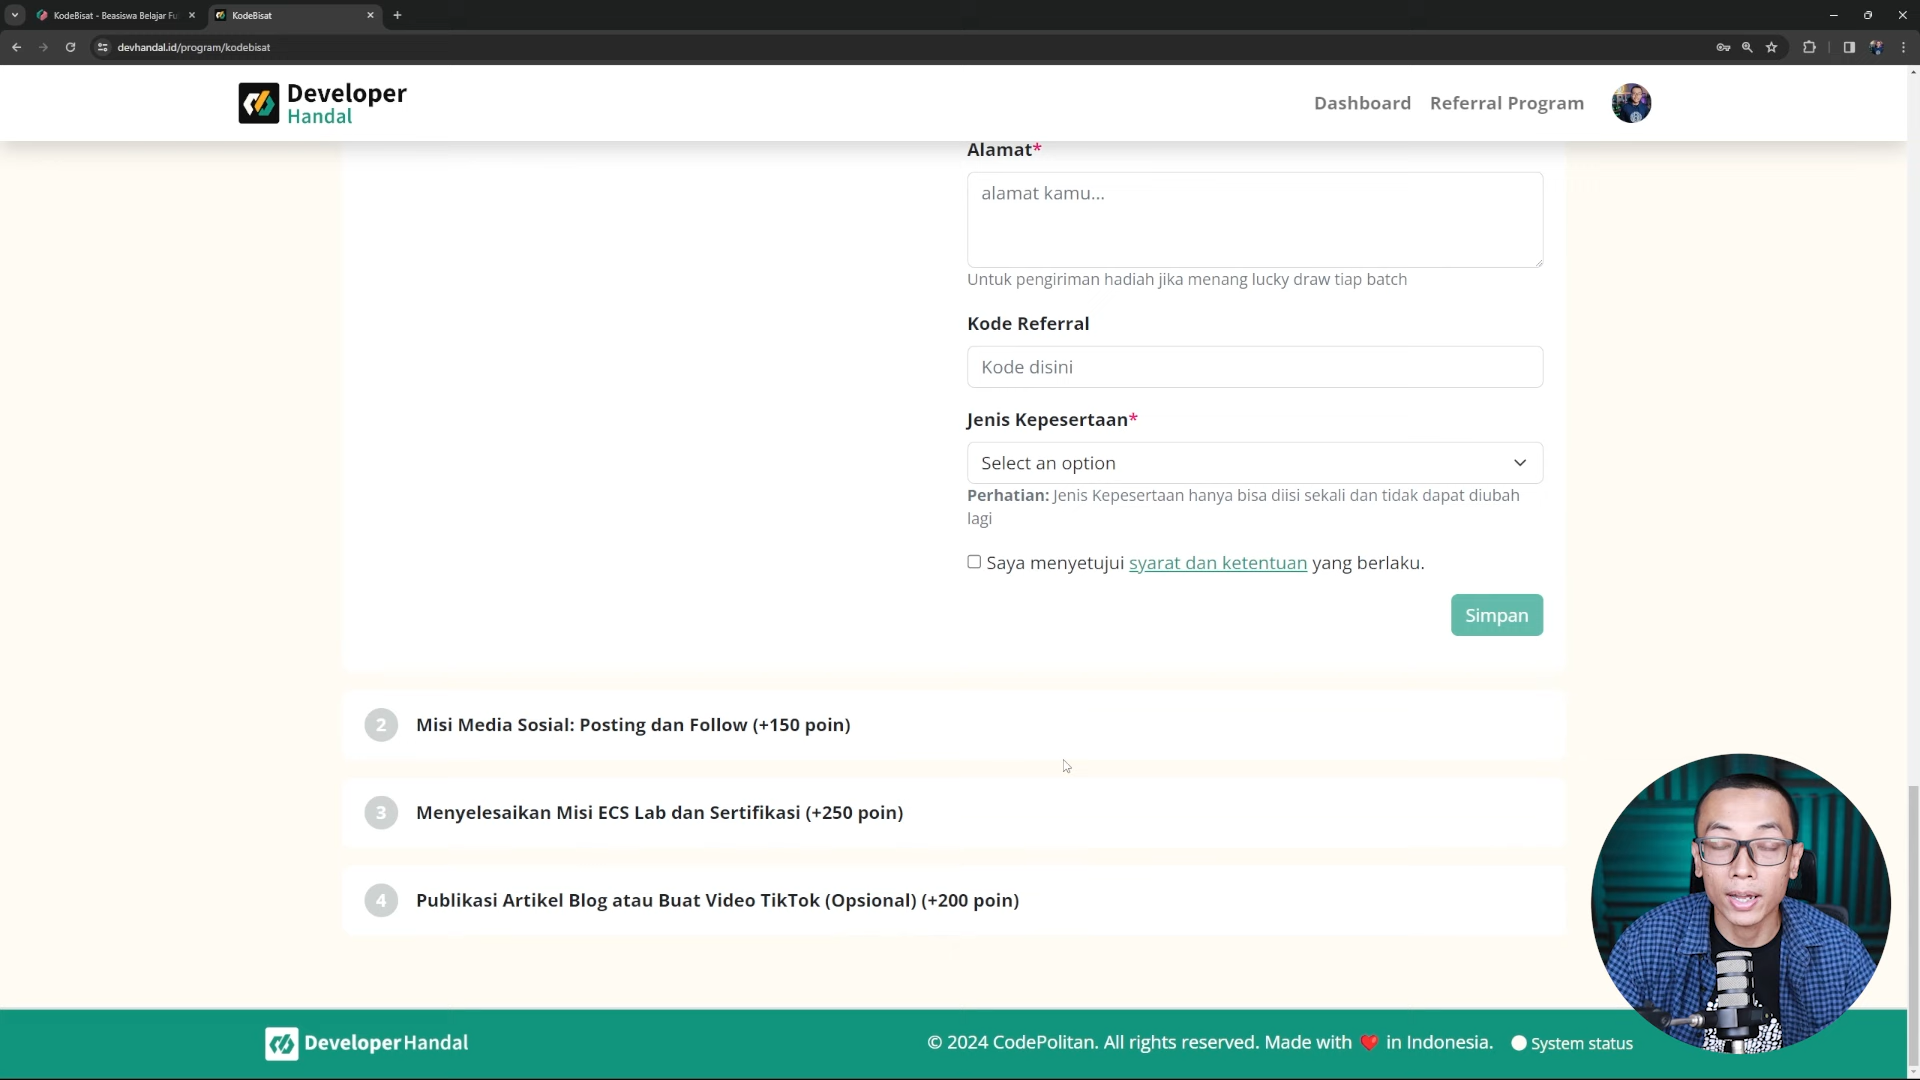 KodeBisat - Beasiswa Belajar Fu
KodeBisat
devhandal.id/program/kodebisat
Developer
Handal
Dashboard
Referral Program
Alamat*
alamat kamu...
Untuk pengiriman hadiah jika menang lucky draw tiap batch
Kode Referral
Kode disini
Jenis Kepesertaan*
Select an option
Perhatian: Jenis Kepesertaan hanya bisa diisi sekali dan tidak dapat diubah
lagi
Saya menyetujui syarat dan ketentuan yang berlaku.
Simpan
2 Misi Media Sosial: Posting dan Follow (+150 poin)
3 Menyelesaikan Misi ECS Lab dan Sertifikasi (+250 poin)
4 Publikasi Artikel Blog atau Buat Video TikTok (Opsional) (+200 poin)
DeveloperHandal
© 2024 CodePolitan. All rights reserved. Made with ❤️ in Indonesia.
System status